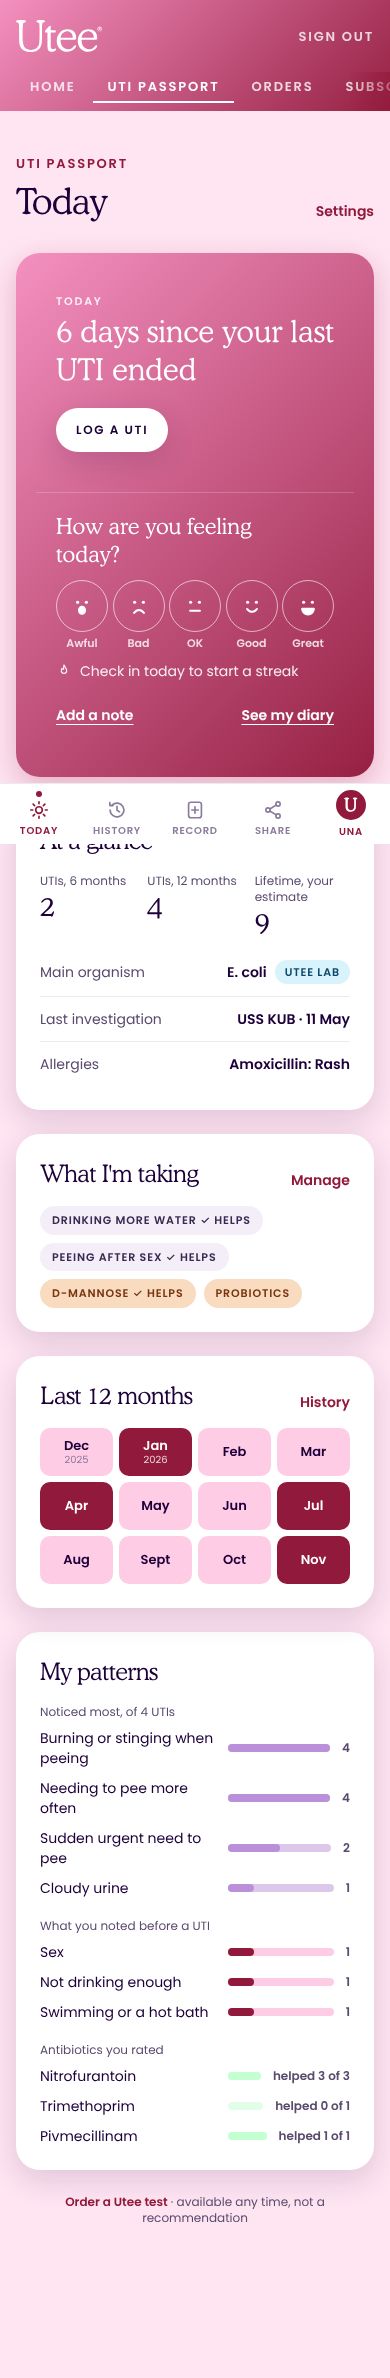 Utee®
SIGN OUT
HOME UTI PASSPORT ORDERS SUBSC
UTI PASSPORT
Today
Settings
TODAY
6 days since your last
UTI ended
LOG A UTI
How are you feeling
today?
Awful Bad OK Good Great
Check in today to start a streak
Add a note See my diary
TODAY HISTORY RECORD SHARE U UNA
At a glance
UTIs, 6 months
2
UTIs, 12 months
4
Lifetime, your
estimate
9
Main organism E. coli UTEE LAB
Last investigation USS KUB · 11 May
Allergies Amoxicillin: Rash
What I'm taking
Manage
DRINKING MORE WATER ✓ HELPS
PEEING AFTER SEX ✓ HELPS
D-MANNOSE ✓ HELPS PROBIOTICS
Last 12 months
History
Dec
2025
Jan
2026
Feb
Mar
Apr May Jun Jul
Aug Sept Oct Nov
My patterns
Noticed most, of 4 UTIs
Burning or stinging when
peeing
4
Needing to pee more
often
4
Sudden urgent need to
pee
2
Cloudy urine 1
What you noted before a UTI
Sex 1
Not drinking enough 1
Swimming or a hot bath 1
Antibiotics you rated
Nitrofurantoin helped 3 of 3
Trimethoprim helped 0 of 1
Pivmecillinam helped 1 of 1
Order a Utee test · available any time, not a
recommendation